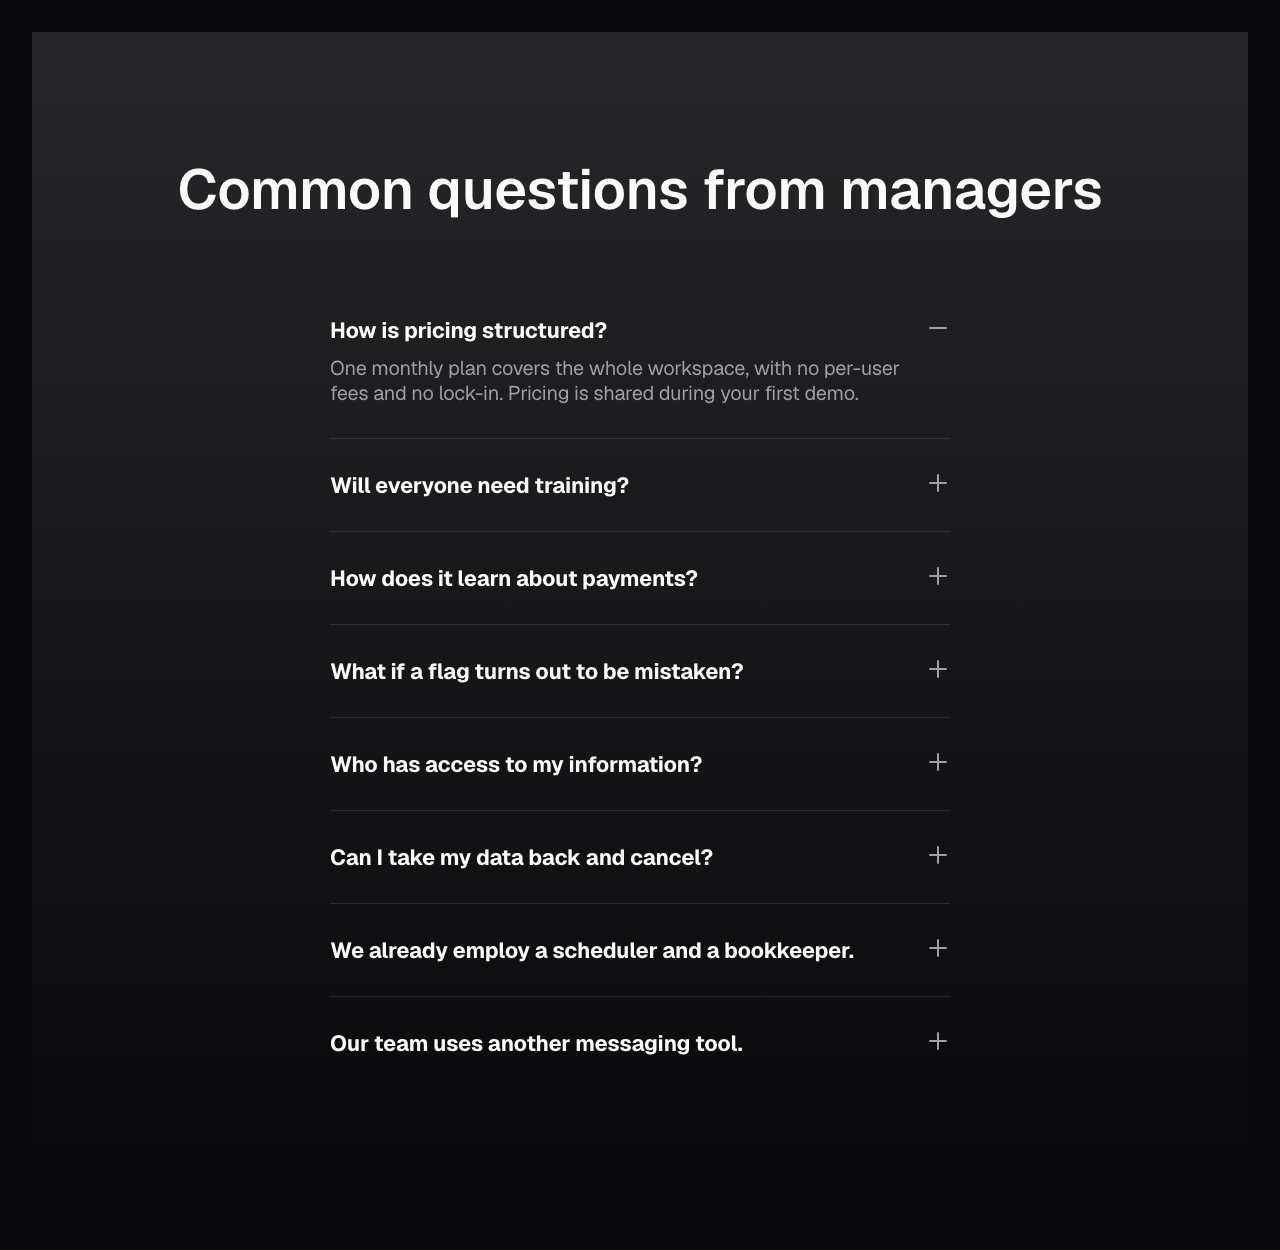 Common questions from managers
How is pricing structured?
One monthly plan covers the whole workspace, with no per-user
fees and no lock-in. Pricing is shared during your first demo.
Will everyone need training?
How does it learn about payments?
What if a flag turns out to be mistaken?
Who has access to my information?
Can I take my data back and cancel?
We already employ a scheduler and a bookkeeper.
Our team uses another messaging tool.